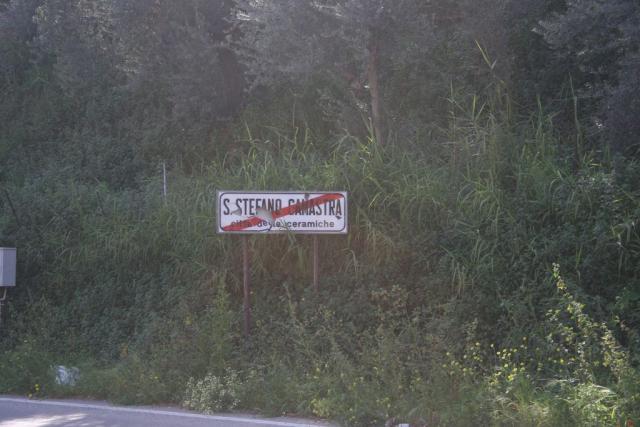 S. STEFANO CAMASTRA
città delle ceramiche